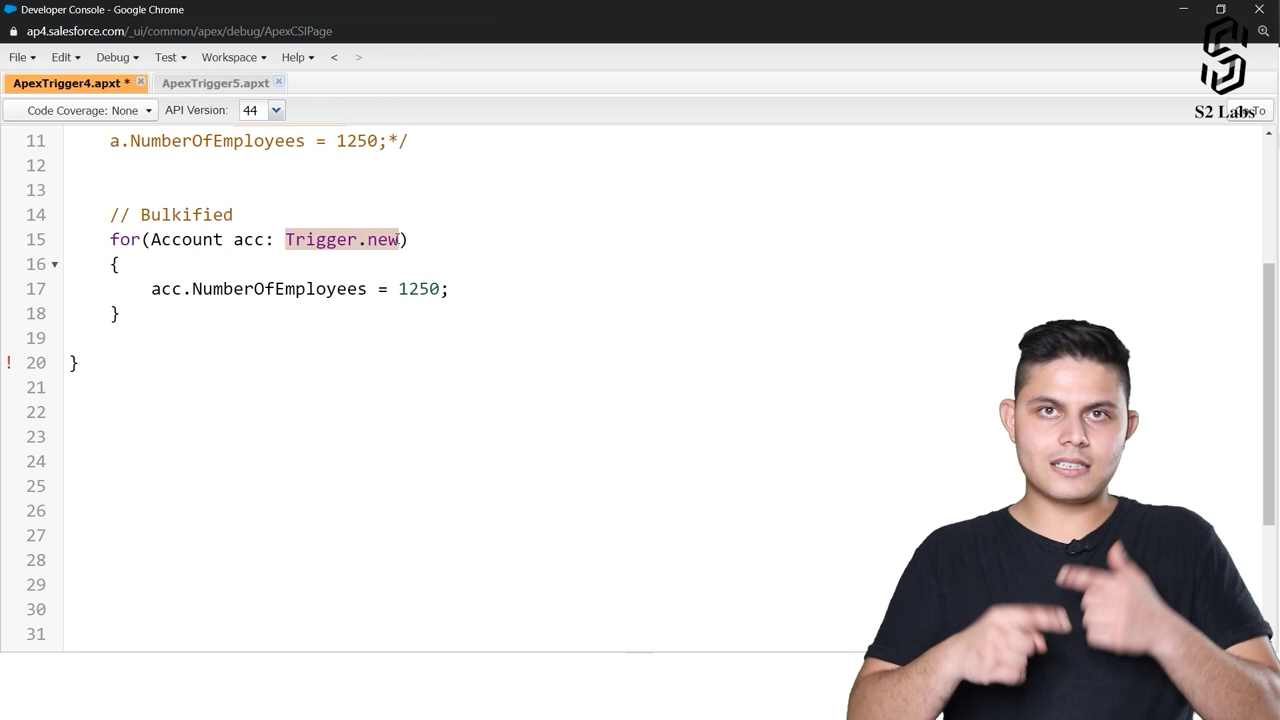 Developer Console - Google Chrome
ap4.salesforce.com/_ui/common/apex/debug/ApexCSIPage
File Edit Debug Test Workspace Help < >
ApexTrigger4.apxt * ApexTrigger5.apxt
Code Coverage: None API Version: 44
S2 Labs
To
11 a.NumberOfEmployees = 1250;*/
12
13
14 // Bulkified
15 for(Account acc: Trigger.new)
16 {
17 acc.NumberOfEmployees = 1250;
18 }
19
! 20 }
21
22
23
24
25
26
27
28
29
30
31